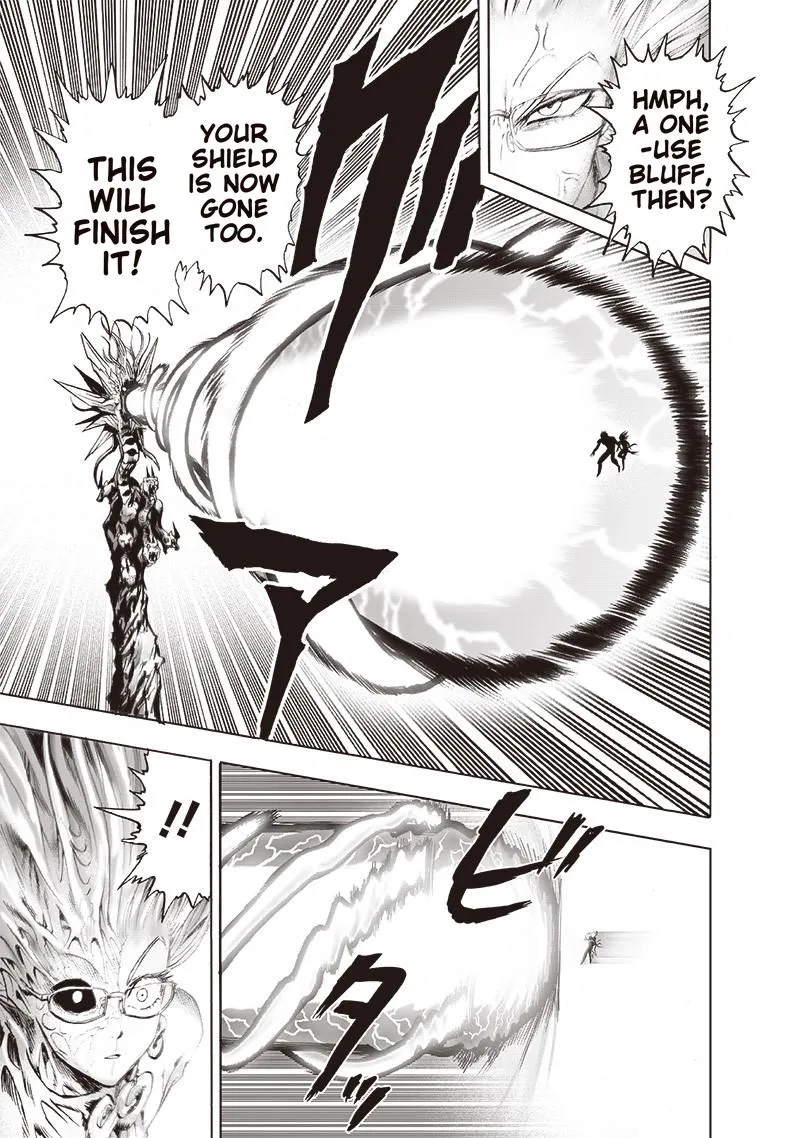 HMPH,
A ONE
-USE
BLUFF,
THEN?
YOUR
SHIELD
IS NOW
GONE
TOO.
THIS
WILL
FINISH
IT!
グ
ア
ビ
タ
!!